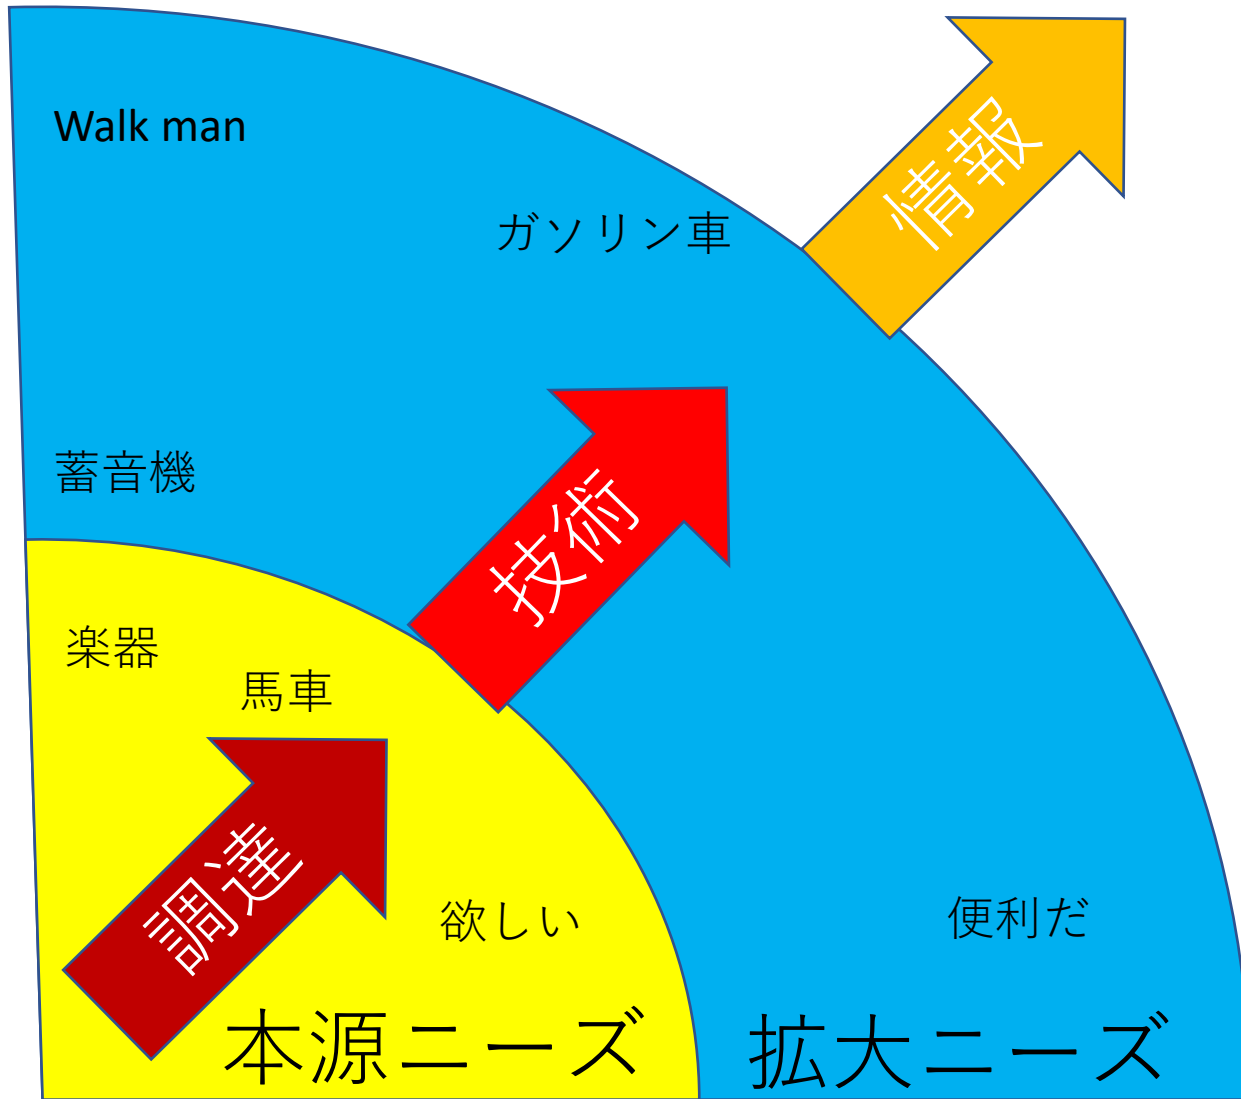 Walk man
情報
ガソリン車
技術
蓄音機
楽器
馬車
調達
欲しい
便利だ
本源ニーズ
拡大ニーズ